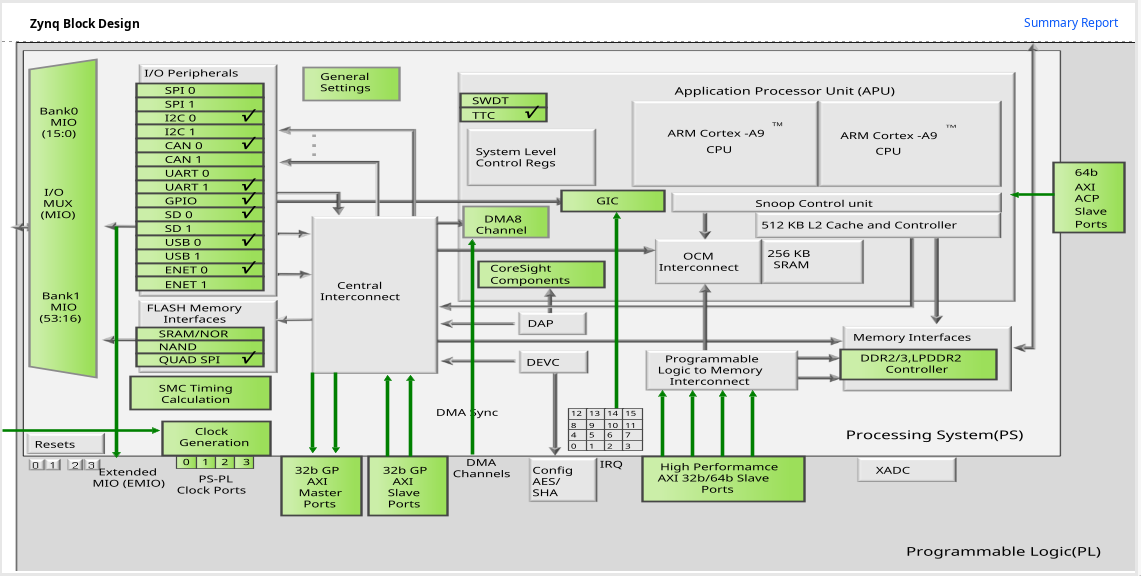 Zynq Block Design
Summary Report
I/O Peripherals
SPI 0
SPI 1
I2C 0
I2C 1
CAN 0
CAN 1
UART 0
UART 1
GPIO
SD 0
SD 1
USB 0
USB 1
ENET 0
ENET 1
Bank0
MIO
(15:0)
I/O
MUX
(MIO)
Bank1
MIO
(53:16)
FLASH Memory
Interfaces
SRAM/NOR
NAND
QUAD SPI
SMC Timing
Calculation
General
Settings
Application Processor Unit (APU)
SWDT
TTC
System Level
Control Regs
ARM Cortex -A9 ™
CPU
ARM Cortex -A9 ™
CPU
GIC
Snoop Control unit
512 KB L2 Cache and Controller
DMA8
Channel
OCM
Interconnect
256 KB
SRAM
CoreSight
Components
Central
Interconnect
DAP
DEVC
Programmable
Logic to Memory
Interconnect
Memory Interfaces
DDR2/3,LPDDR2
Controller
64b
AXI
ACP
Slave
Ports
DMA Sync
12 13 14 15
8 9 10 11
4 5 6 7
0 1 2 3
IRQ
Processing System(PS)
Resets
0 1 2 3
Clock
Generation
0 1 2 3
Extended
MIO (EMIO)
PS-PL
Clock Ports
32b GP
AXI
Master
Ports
32b GP
AXI
Slave
Ports
DMA
Channels
Config
AES/
SHA
High Performamce
AXI 32b/64b Slave
Ports
XADC
Programmable Logic(PL)